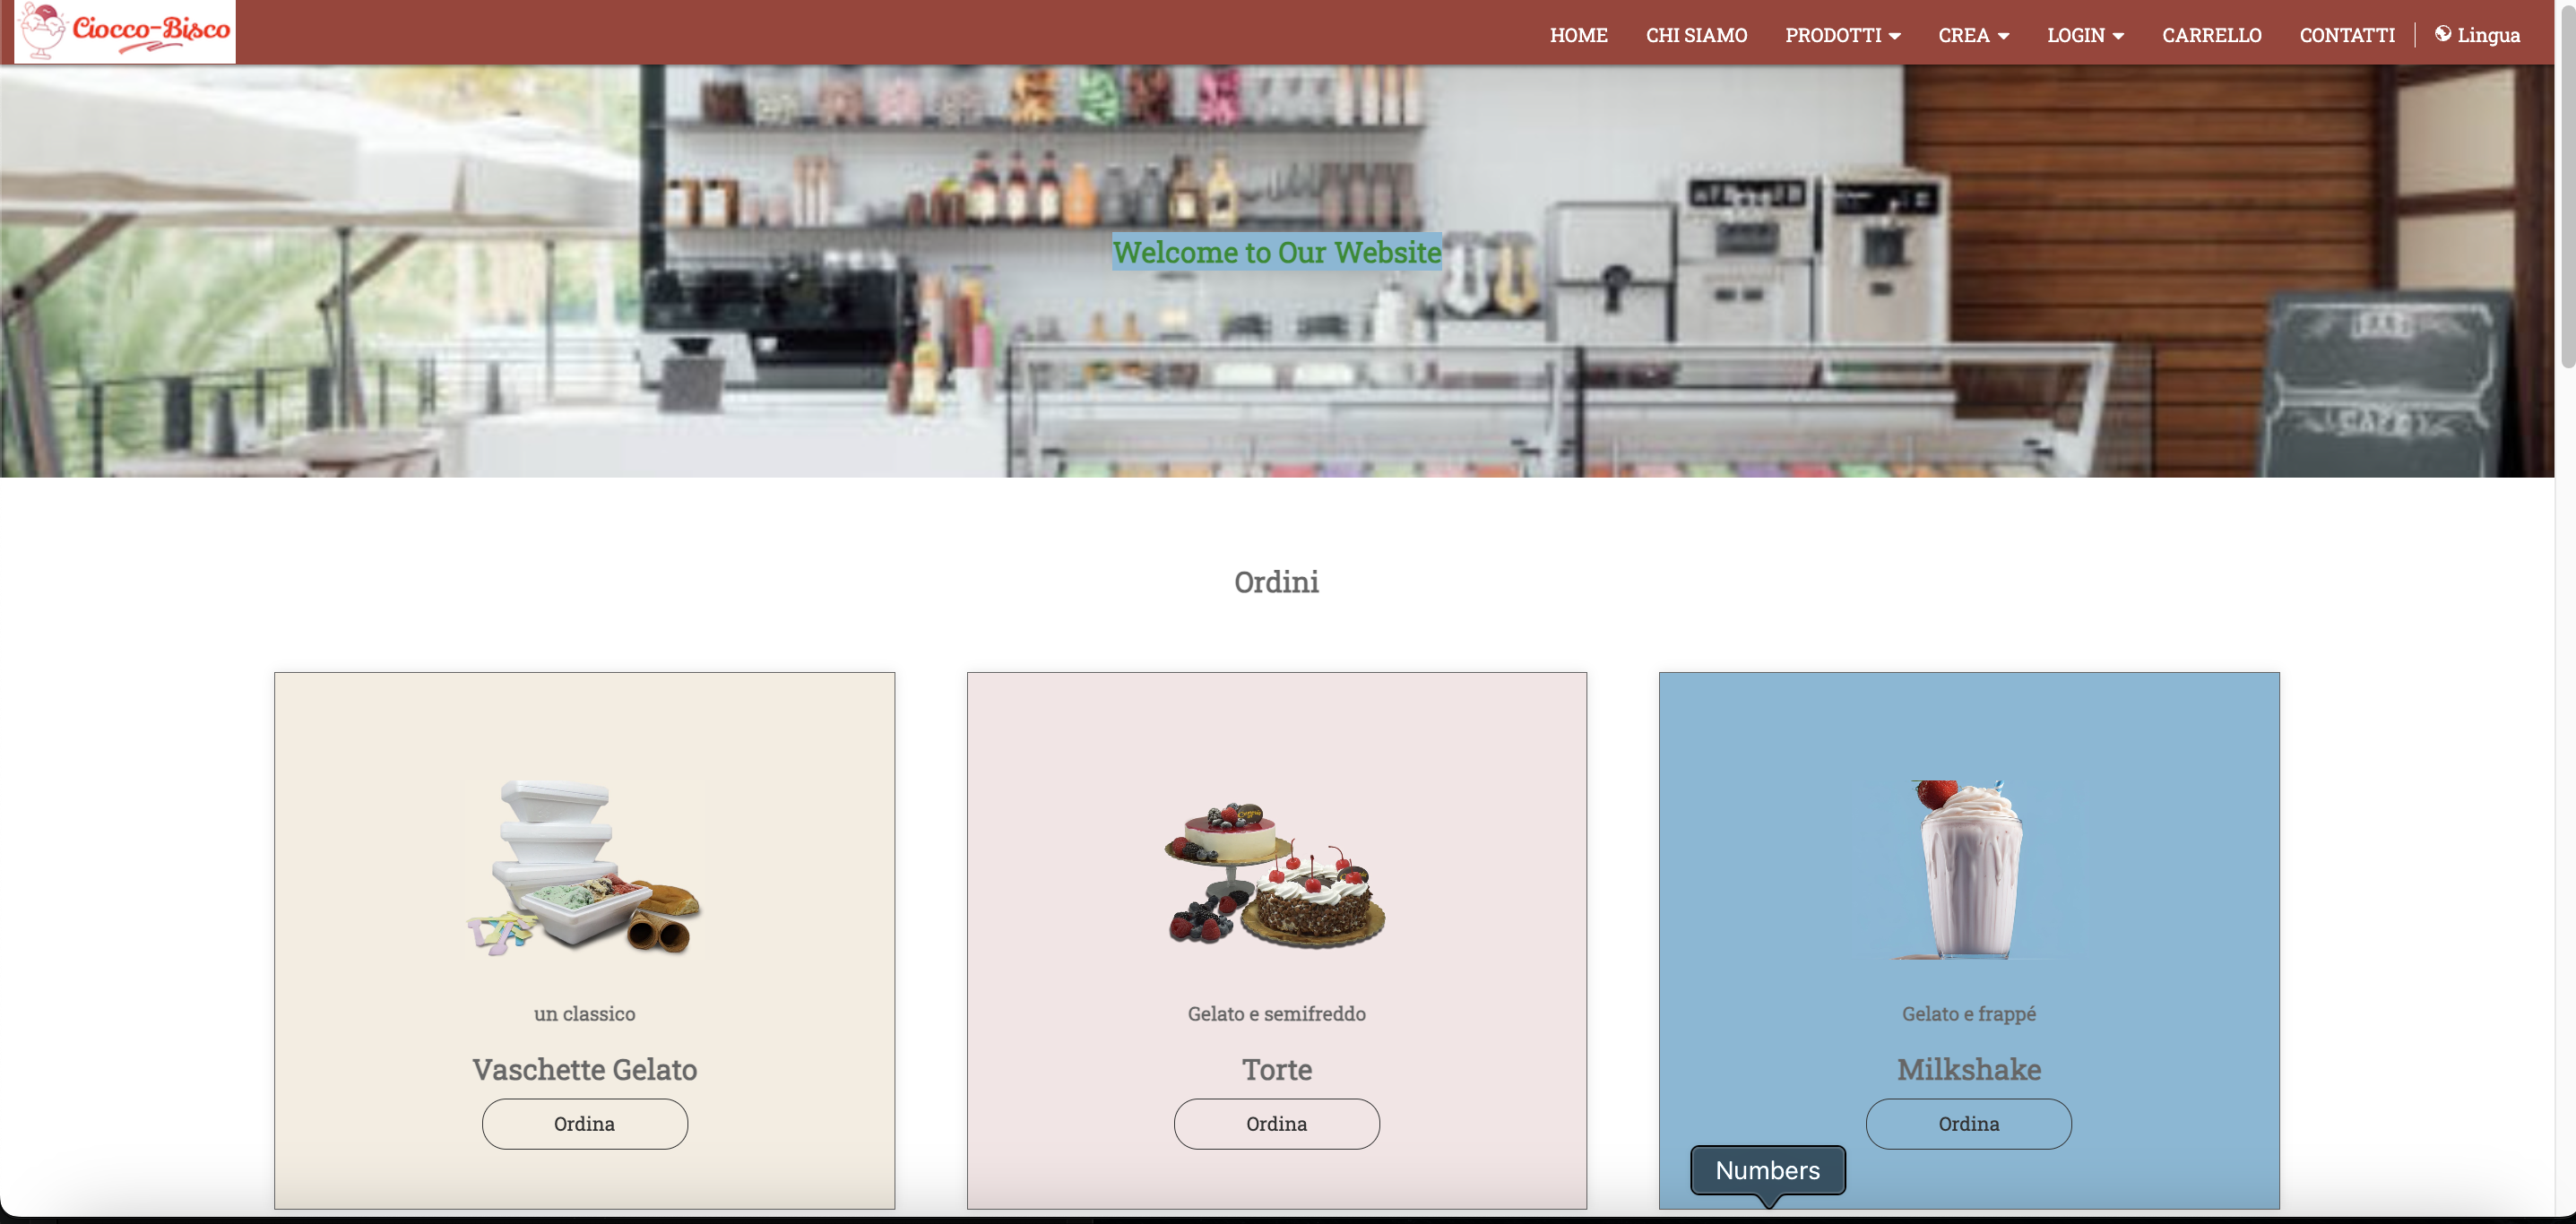 Ciocco-Bisco
HOME CHI SIAMO PRODOTTI CREA LOGIN CARRELLO CONTATTI Lingua
Welcome to Our Website
CAFE
Ordini
un classico
Vaschette Gelato
Ordina
Gelato e semifreddo
Torte
Ordina
Gelato e frappé
Milkshake
Ordina
Numbers